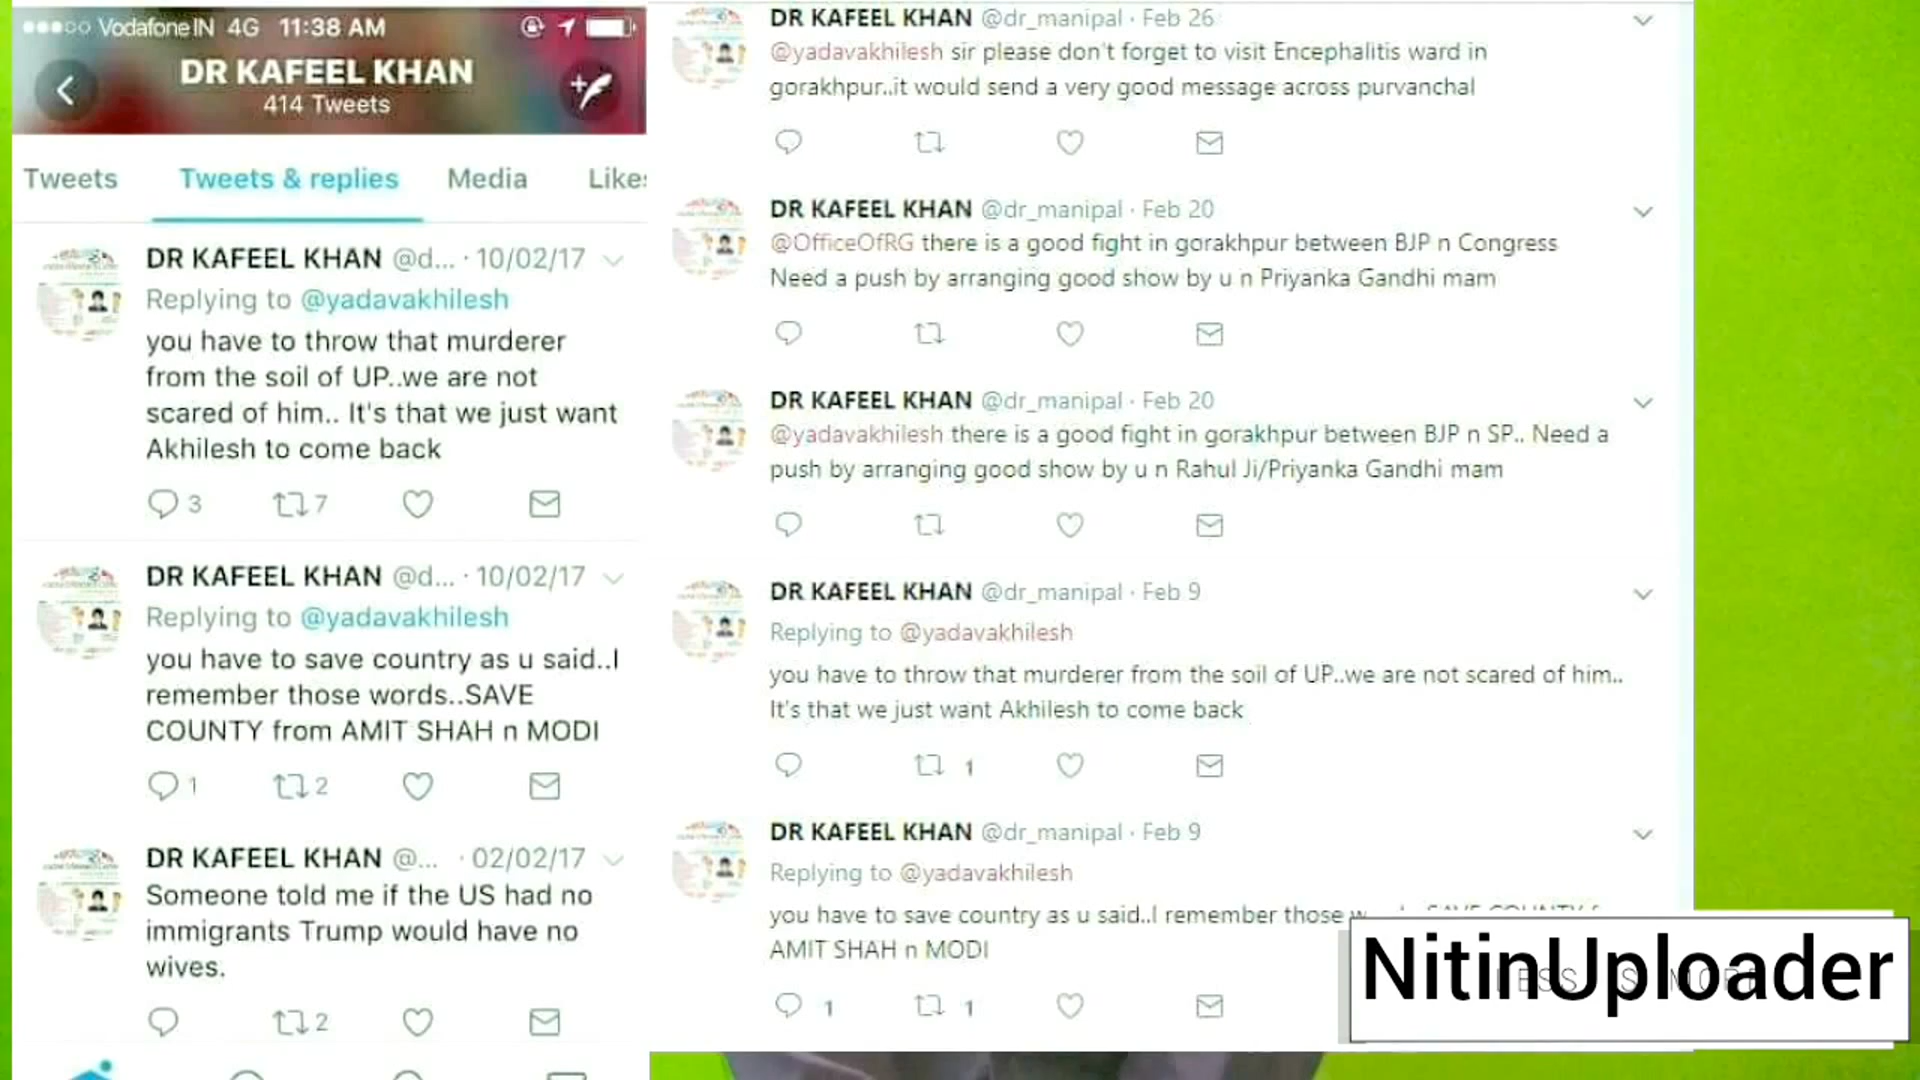 VodafoneIN 4G 11:38 AM
DR KAFEEL KHAN
414 Tweets
Tweets Tweets & replies Media Likes
DR KAFEEL KHAN @d... · 10/02/17
Replying to @yadavakhilesh
you have to throw that murderer
from the soil of UP..we are not
scared of him.. It's that we just want
Akhilesh to come back
3 7
DR KAFEEL KHAN @d... · 10/02/17
Replying to @yadavakhilesh
you have to save country as u said..I
remember those words..SAVE
COUNTY from AMIT SHAH n MODI
1 2
DR KAFEEL KHAN @... · 02/02/17
Someone told me if the US had no
immigrants Trump would have no
wives.
2
DR KAFEEL KHAN @dr_manipal · Feb 26
@yadavakhilesh sir please don't forget to visit Encephalitis ward in
gorakhpur..it would send a very good message across purvanchal
DR KAFEEL KHAN @dr_manipal · Feb 20
@OfficeOfRG there is a good fight in gorakhpur between BJP n Congress
Need a push by arranging good show by u n Priyanka Gandhi mam
DR KAFEEL KHAN @dr_manipal · Feb 20
@yadavakhilesh there is a good fight in gorakhpur between BJP n SP.. Need a
push by arranging good show by u n Rahul Ji/Priyanka Gandhi mam
DR KAFEEL KHAN @dr_manipal · Feb 9
Replying to @yadavakhilesh
you have to throw that murderer from the soil of UP..we are not scared of him..
It's that we just want Akhilesh to come back
1
DR KAFEEL KHAN @dr_manipal · Feb 9
Replying to @yadavakhilesh
you have to save country as u said..I remember those
AMIT SHAH n MODI
1 1
NitinUploader